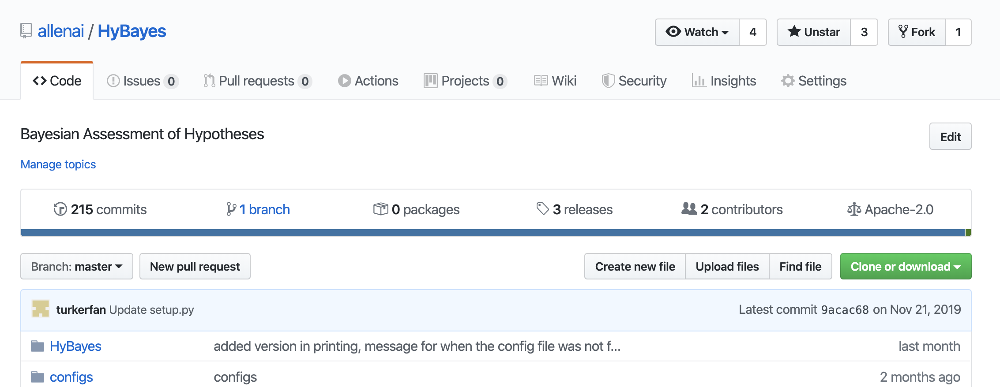 allenai / HyBayes
Watch 4 Unstar 3 Fork 1
Code Issues 0 Pull requests 0 Actions Projects 0 Wiki Security Insights Settings
Bayesian Assessment of Hypotheses Edit
Manage topics
215 commits 1 branch 0 packages 3 releases 2 contributors Apache-2.0
Branch: master New pull request Create new file Upload files Find file Clone or download
turkerfan Update setup.py Latest commit 9acac68 on Nov 21, 2019
HyBayes added version in printing, message for when the config file was not f... last month
configs configs 2 months ago